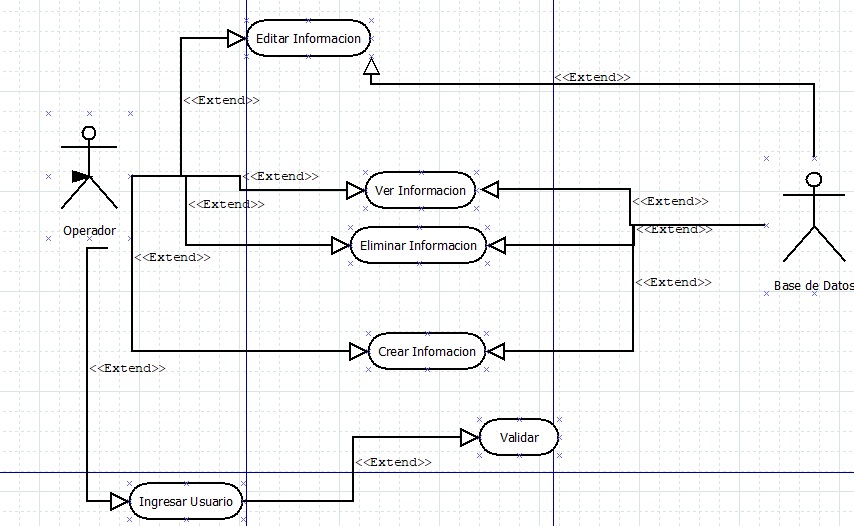 Editar Informacion
<<Extend>>
<<Extend>>
<<Extend>>
Ver Informacion
<<Extend>>
<<Extend>>
Operador
Eliminar Informacion
<<Extend>>
<<Extend>>
<<Extend>>
Base de Datos
Crear Infomacion
<<Extend>>
Validar
<<Extend>>
Ingresar Usuario